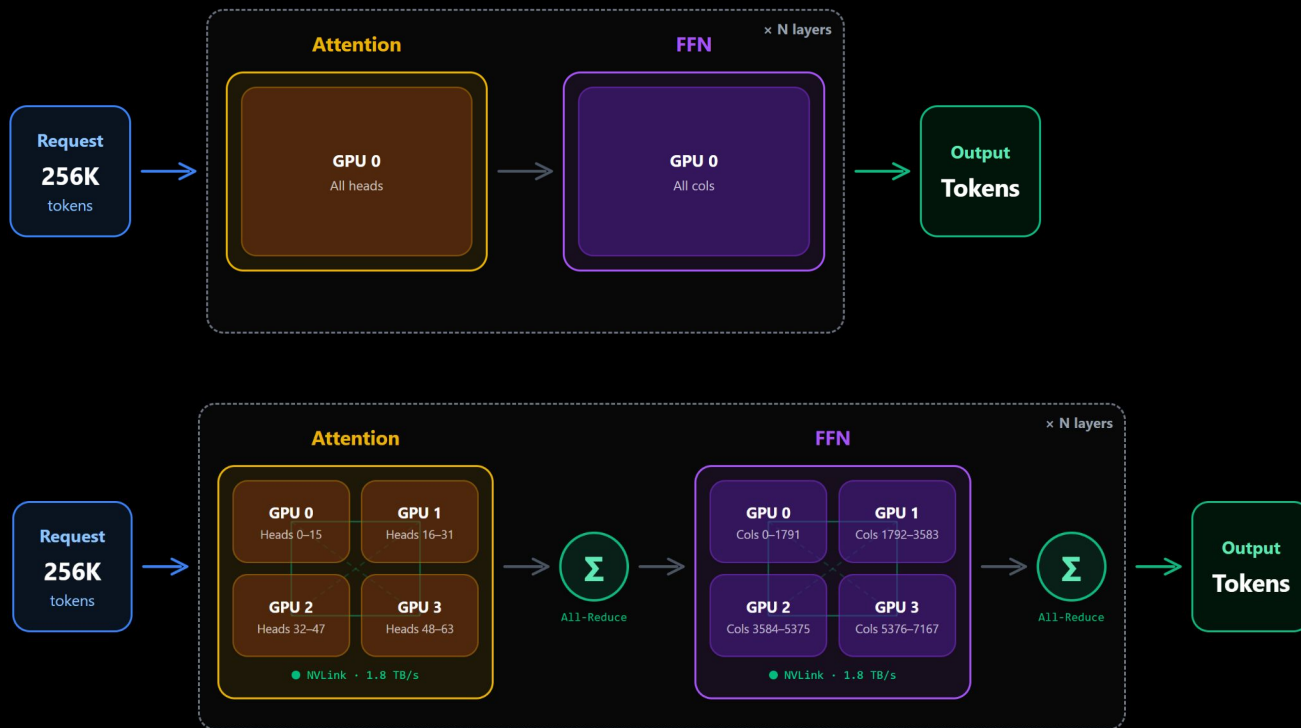 × N layers
Attention
FFN
Request
256K
tokens
GPU 0
All heads
GPU 0
All cols
Output
Tokens
× N layers
Attention
FFN
Request
256K
tokens
GPU 0
Heads 0–15
GPU 1
Heads 16–31
GPU 2
Heads 32–47
GPU 3
Heads 48–63
NVLink · 1.8 TB/s
Σ
All-Reduce
GPU 0
Cols 0–1791
GPU 1
Cols 1792–3583
GPU 2
Cols 3584–5375
GPU 3
Cols 5376–7167
NVLink · 1.8 TB/s
Σ
All-Reduce
Output
Tokens